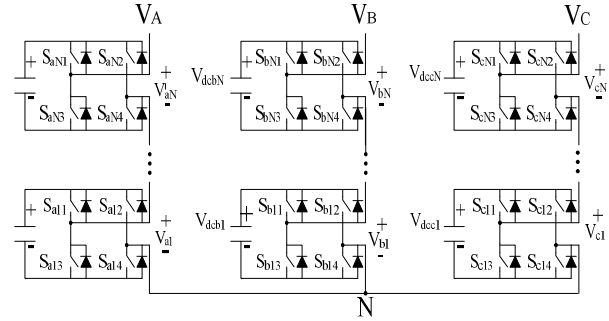 VA VB VC
SaN1 SaN2 SbN1 SbN2 ScN1 ScN2
+ + + + + +
VdcbN VdccN
V'aN VbN VcN
SaN3 SaN4 SbN3 SbN4 ScN3 ScN4
- - - - - -
Sa11 Sa12 Sb11 Sb12 Sc11 Sc12
+ + + + + +
Vdcb1 Vdcc1
Va1 Vb1 Vc1
Sa13 Sa14 Sb13 Sb14 Sc13 Sc14
- - - - - -
N